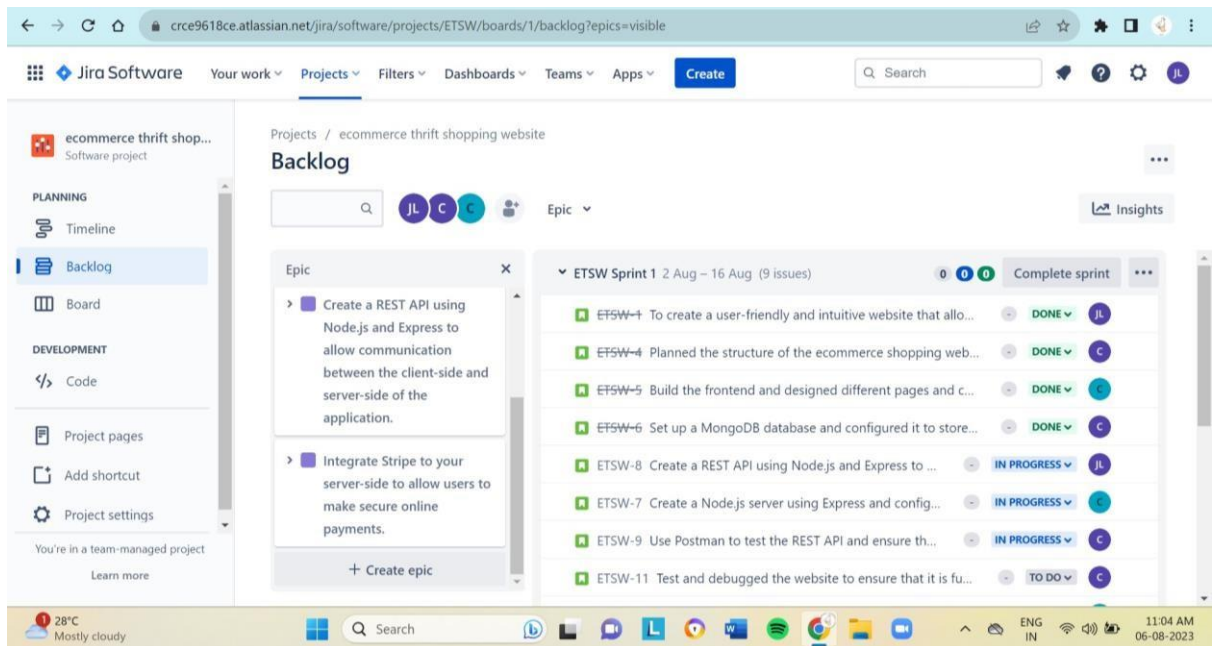 crce9618ce.atlassian.net/jira/software/projects/ETSW/boards/1/backlog?epics=visible
Jira Software Your work Projects Filters Dashboards Teams Apps Create Search JL
ecommerce thrift shop...
Software project
PLANNING
Timeline
Backlog
Board
DEVELOPMENT
Code
Project pages
Add shortcut
Project settings
You're in a team-managed project
Learn more
Projects / ecommerce thrift shopping website
Backlog
JL C C Epic Insights
Epic
Create a REST API using
Node.js and Express to
allow communication
between the client-side and
server-side of the
application.
Integrate Stripe to your
server-side to allow users to
make secure online
payments.
+ Create epic
ETSW Sprint 1 2 Aug – 16 Aug (9 issues) 0 0 0 Complete sprint
ETSW-1 To create a user-friendly and intuitive website that allo... - DONE JL
ETSW-4 Planned the structure of the ecommerce shopping web... - DONE C
ETSW-5 Build the frontend and designed different pages and c... - DONE C
ETSW-6 Set up a MongoDB database and configured it to store... - DONE C
ETSW-8 Create a REST API using Node.js and Express to ... - IN PROGRESS JL
ETSW-7 Create a Node.js server using Express and config... - IN PROGRESS C
ETSW-9 Use Postman to test the REST API and ensure th... - IN PROGRESS C
ETSW-11 Test and debugged the website to ensure that it is fu... - TO DO C
1
28°C
Mostly cloudy
Search
ENG
IN
11:04 AM
06-08-2023